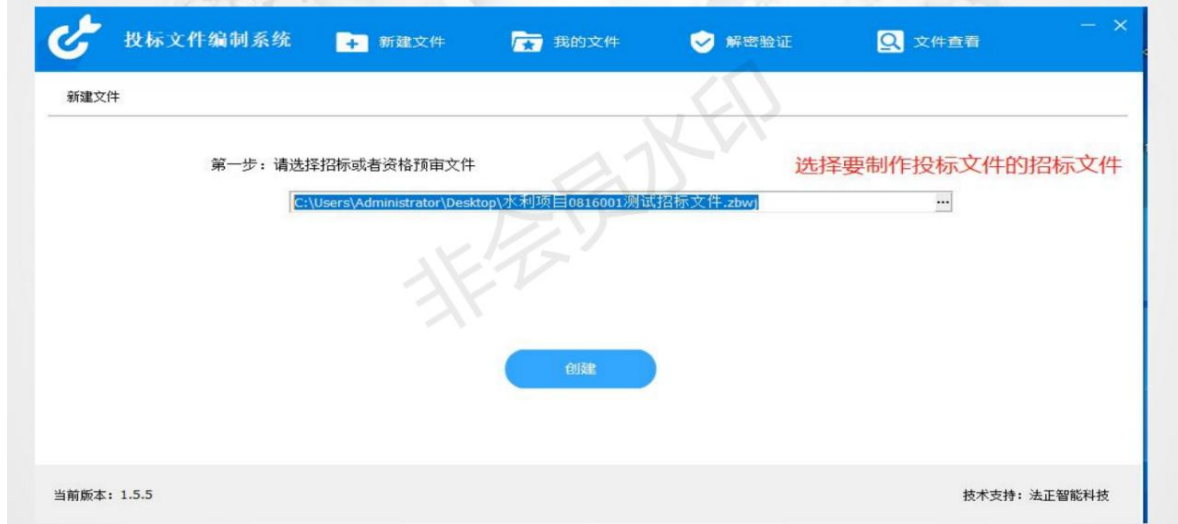 投标文件编制系统 新建文件 我的文件 解密验证 文件查看
新建文件
第一步：请选择招标或者资格预审文件 选择要制作投标文件的招标文件
C:\Users\Administrator\Desktop\水利项目0816001测试招标文件.zbwj
...
非会员水印
创建
当前版本：1.5.5 技术支持：法正智能科技